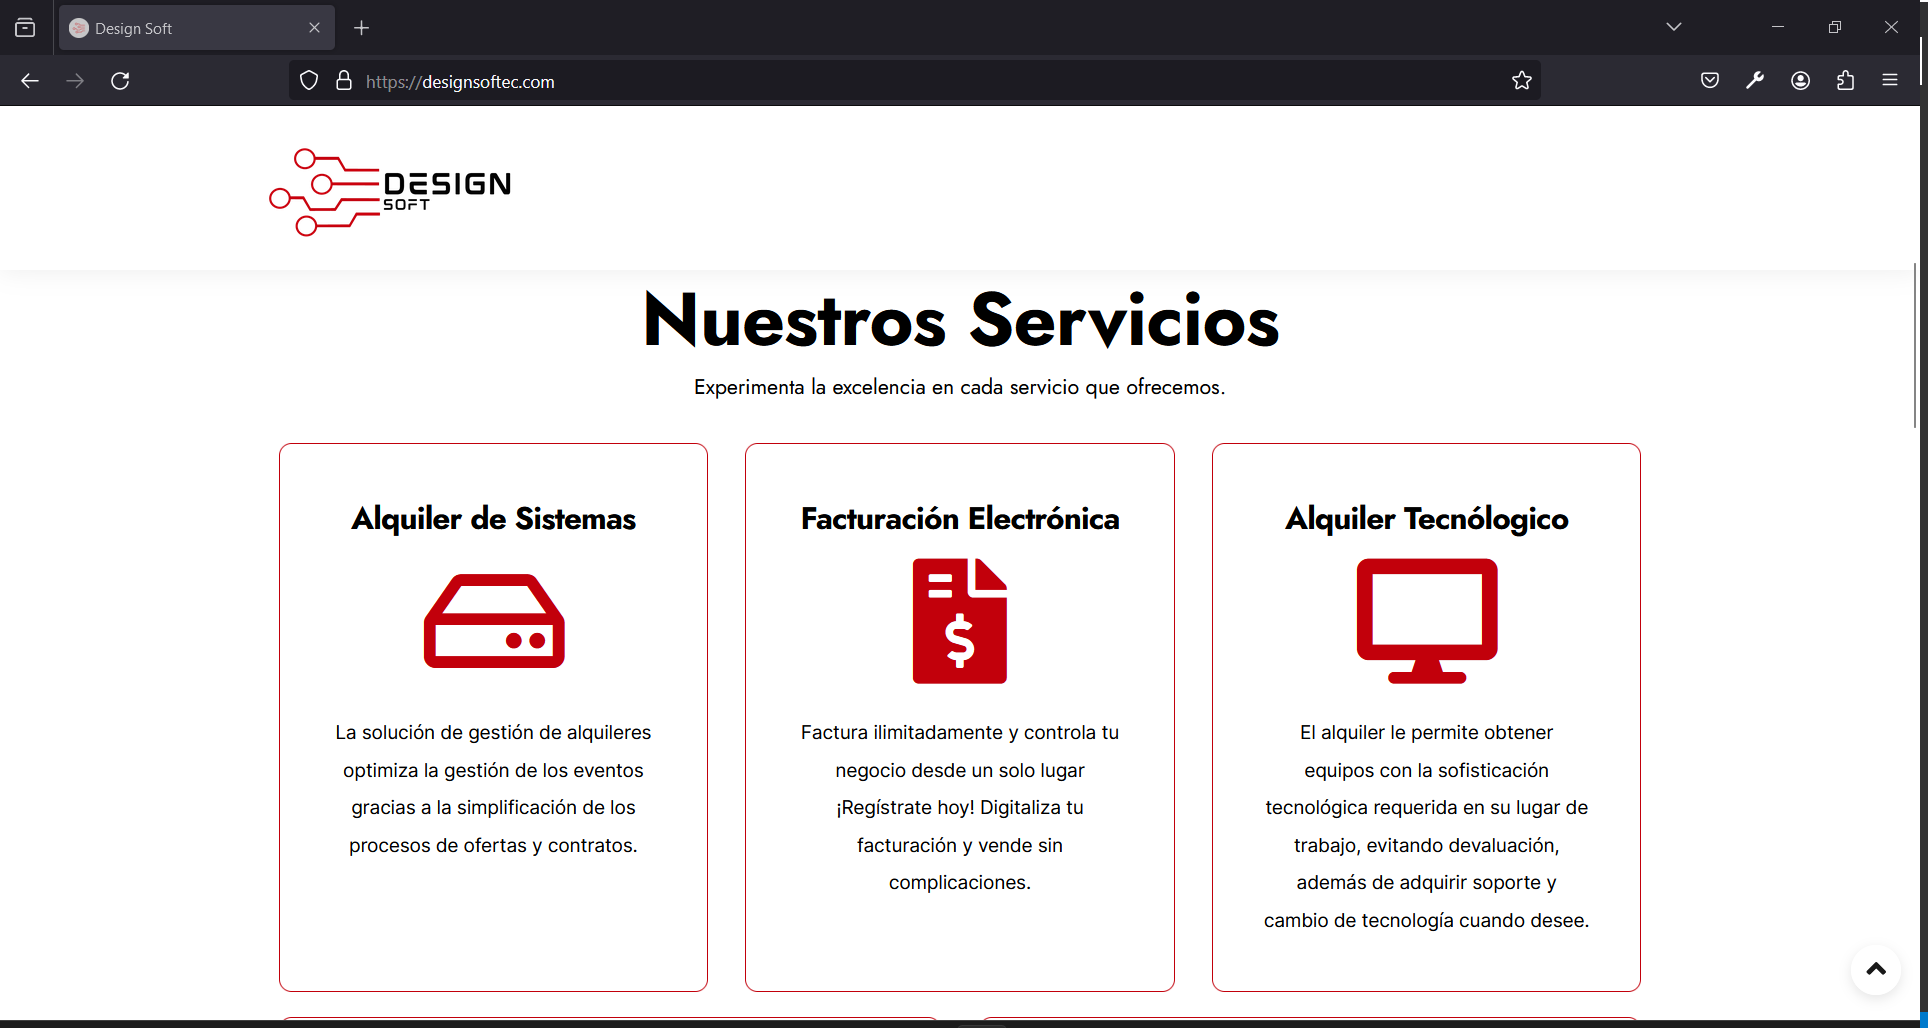 Design Soft
https://designsoftec.com
DESIGN
SOFT
Nuestros Servicios
Experimenta la excelencia en cada servicio que ofrecemos.
Alquiler de Sistemas
La solución de gestión de alquileres
optimiza la gestión de los eventos
gracias a la simplificación de los
procesos de ofertas y contratos.
Facturación Electrónica
$
Factura ilimitadamente y controla tu
negocio desde un solo lugar
¡Regístrate hoy! Digitaliza tu
facturación y vende sin
complicaciones.
Alquiler Tecnólogico
El alquiler le permite obtener
equipos con la sofisticación
tecnológica requerida en su lugar de
trabajo, evitando devaluación,
además de adquirir soporte y
cambio de tecnología cuando desee.